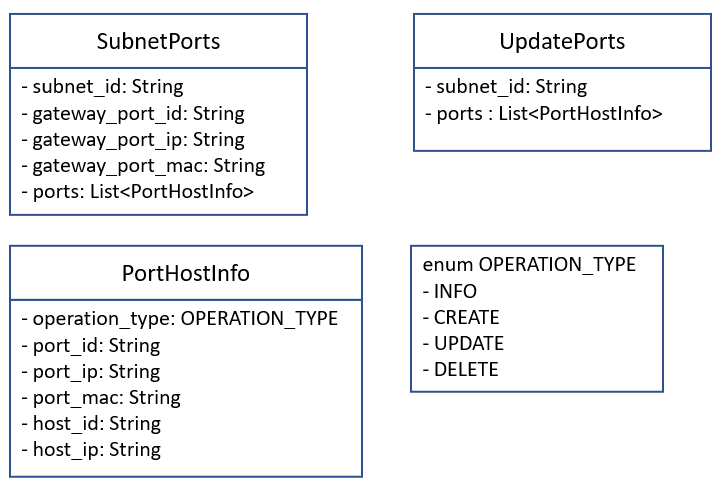 SubnetPorts
- subnet_id: String
- gateway_port_id: String
- gateway_port_ip: String
- gateway_port_mac: String
- ports: List<PortHostInfo>
UpdatePorts
- subnet_id: String
- ports : List<PortHostInfo>
PortHostInfo
- operation_type: OPERATION_TYPE
- port_id: String
- port_ip: String
- port_mac: String
- host_id: String
- host_ip: String
enum OPERATION_TYPE
- INFO
- CREATE
- UPDATE
- DELETE